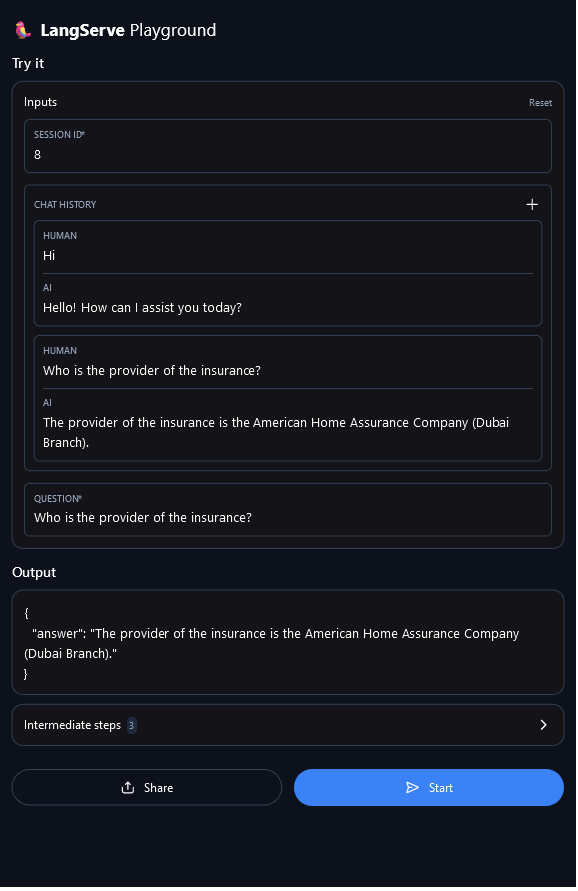 LangServe Playground
Try it
Inputs
Reset
SESSION ID*
8
CHAT HISTORY
HUMAN
Hi
AI
Hello! How can I assist you today?
HUMAN
Who is the provider of the insurance?
AI
The provider of the insurance is the American Home Assurance Company (Dubai
Branch).
QUESTION*
Who is the provider of the insurance?
Output
{
"answer": "The provider of the insurance is the American Home Assurance Company
(Dubai Branch)."
}
Intermediate steps 3
Share
Start